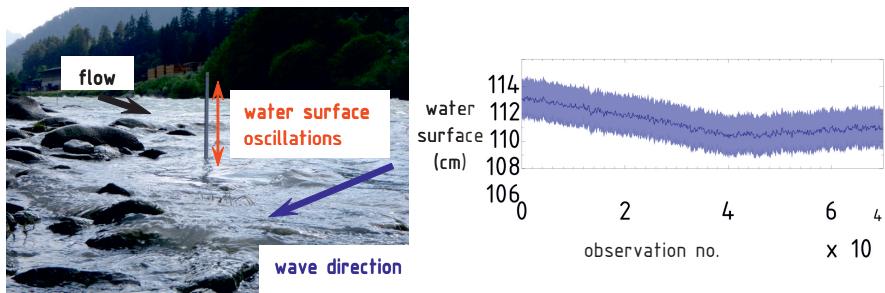 flow
water surface
oscillations
wave direction
water
surface
(cm)
114
112
110
108
106
0 2 4 6 4
observation no. x 10